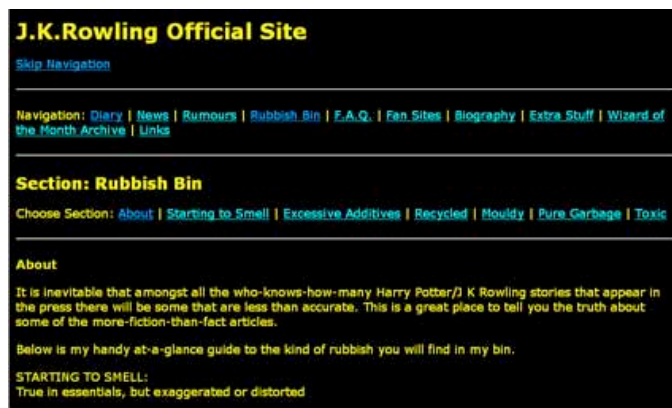 J.K.Rowling Official Site
Skip Navigation
Navigation: Diary | News | Rumours | Rubbish Bin | F.A.Q. | Fan Sites | Biography | Extra Stuff | Wizard of
the Month Archive | Links
Section: Rubbish Bin
Choose Section: About | Starting to Smell | Excessive Additives | Recycled | Mouldy | Pure Garbage | Toxic
About
It is inevitable that amongst all the who-knows-how-many Harry Potter/J K Rowling stories that appear in
the press there will be some that are less than accurate. This is a great place to tell you the truth about
some of the more-fiction-than-fact articles.
Below is my handy at-a-glance guide to the kind of rubbish you will find in my bin.
STARTING TO SMELL:
True in essentials, but exaggerated or distorted